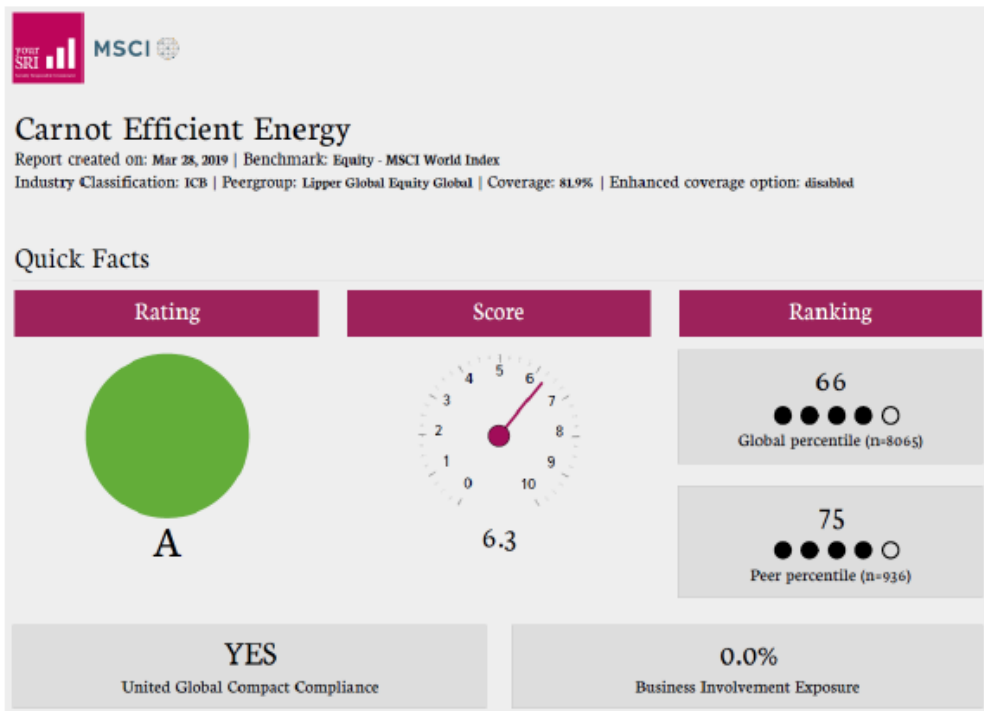 your
SRI
MSCI
Carnot Efficient Energy
Report created on: Mar 28, 2019 | Benchmark: Equity - MSCI World Index
Industry Classification: ICB | Peergroup: Lipper Global Equity Global | Coverage: 81.9% | Enhanced coverage option: disabled
Quick Facts
Rating
A
Score
0
1
2
3
4
5
6
7
8
9
10
6.3
Ranking
66
Global percentile (n=8065)
75
Peer percentile (n=936)
YES
United Global Compact Compliance
0.0%
Business Involvement Exposure